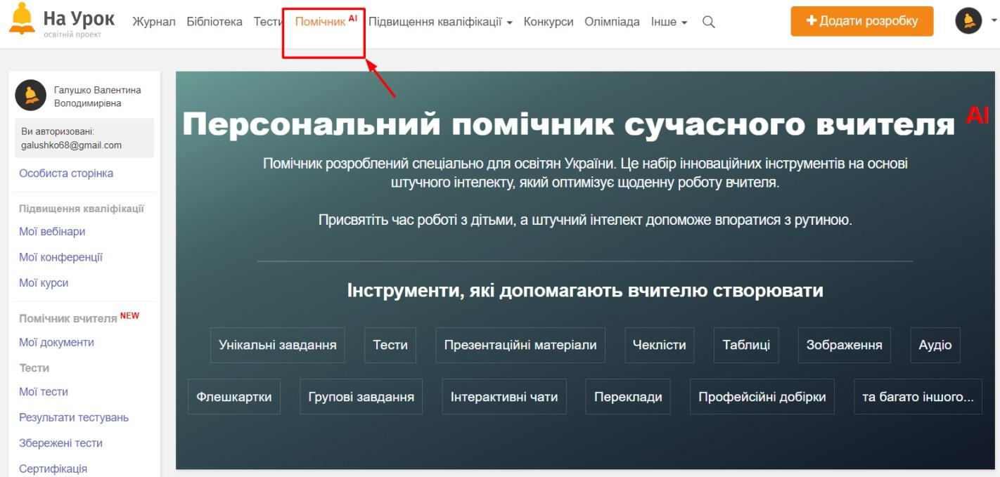 На Урок
освітній проект
Журнал Бібліотека Тести Помічник AI Підвищення кваліфікації Конкурси Олімпіада Інше
+ Додати розробку
Галушко Валентина
Володимирівна
Ви авторизовані:
galushko68@gmail.com
Особиста сторінка
Підвищення кваліфікації
Мої вебінари
Мої конференції
Мої курси
Помічник вчителя NEW
Мої документи
Тести
Мої тести
Результати тестувань
Збережені тести
Сертифікація
Персональний помічник сучасного вчителя AI
Помічник розроблений спеціально для освітян України. Це набір інноваційних інструментів на основі
штучного інтелекту, який оптимізує щоденну роботу вчителя.
Присвятіть час роботі з дітьми, а штучний інтелект допоможе впоратися з рутиною.
Інструменти, які допомагають вчителю створювати
Унікальні завдання Тести Презентаційні матеріали Чеклісти Таблиці Зображення Аудіо
Флешкартки Групові завдання Інтерактивні чати Переклади Профейсійні добірки та багато іншого...